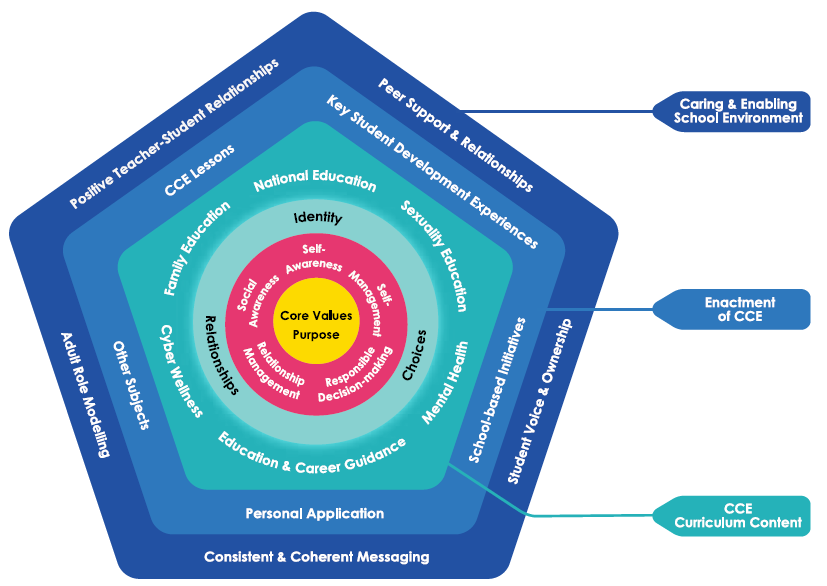 Positive Teacher-Student Relationships
Peer Support & Relationships
Caring & Enabling
School Environment
CCE Lessons
Key Student Development Experiences
National Education
Family Education
Sexuality Education
Identity
Self-
Awareness
Social
Awareness
Self-
Management
Core Values
Purpose
Enactment
of CCE
Relationships
Choices
Relationship
Management
Responsible
Decision-making
Adult Role Modelling
Other Subjects
Cyber Wellness
Mental Health
School-based Initiatives
Student Voice & Ownership
Education & Career Guidance
CCE
Curriculum Content
Personal Application
Consistent & Coherent Messaging